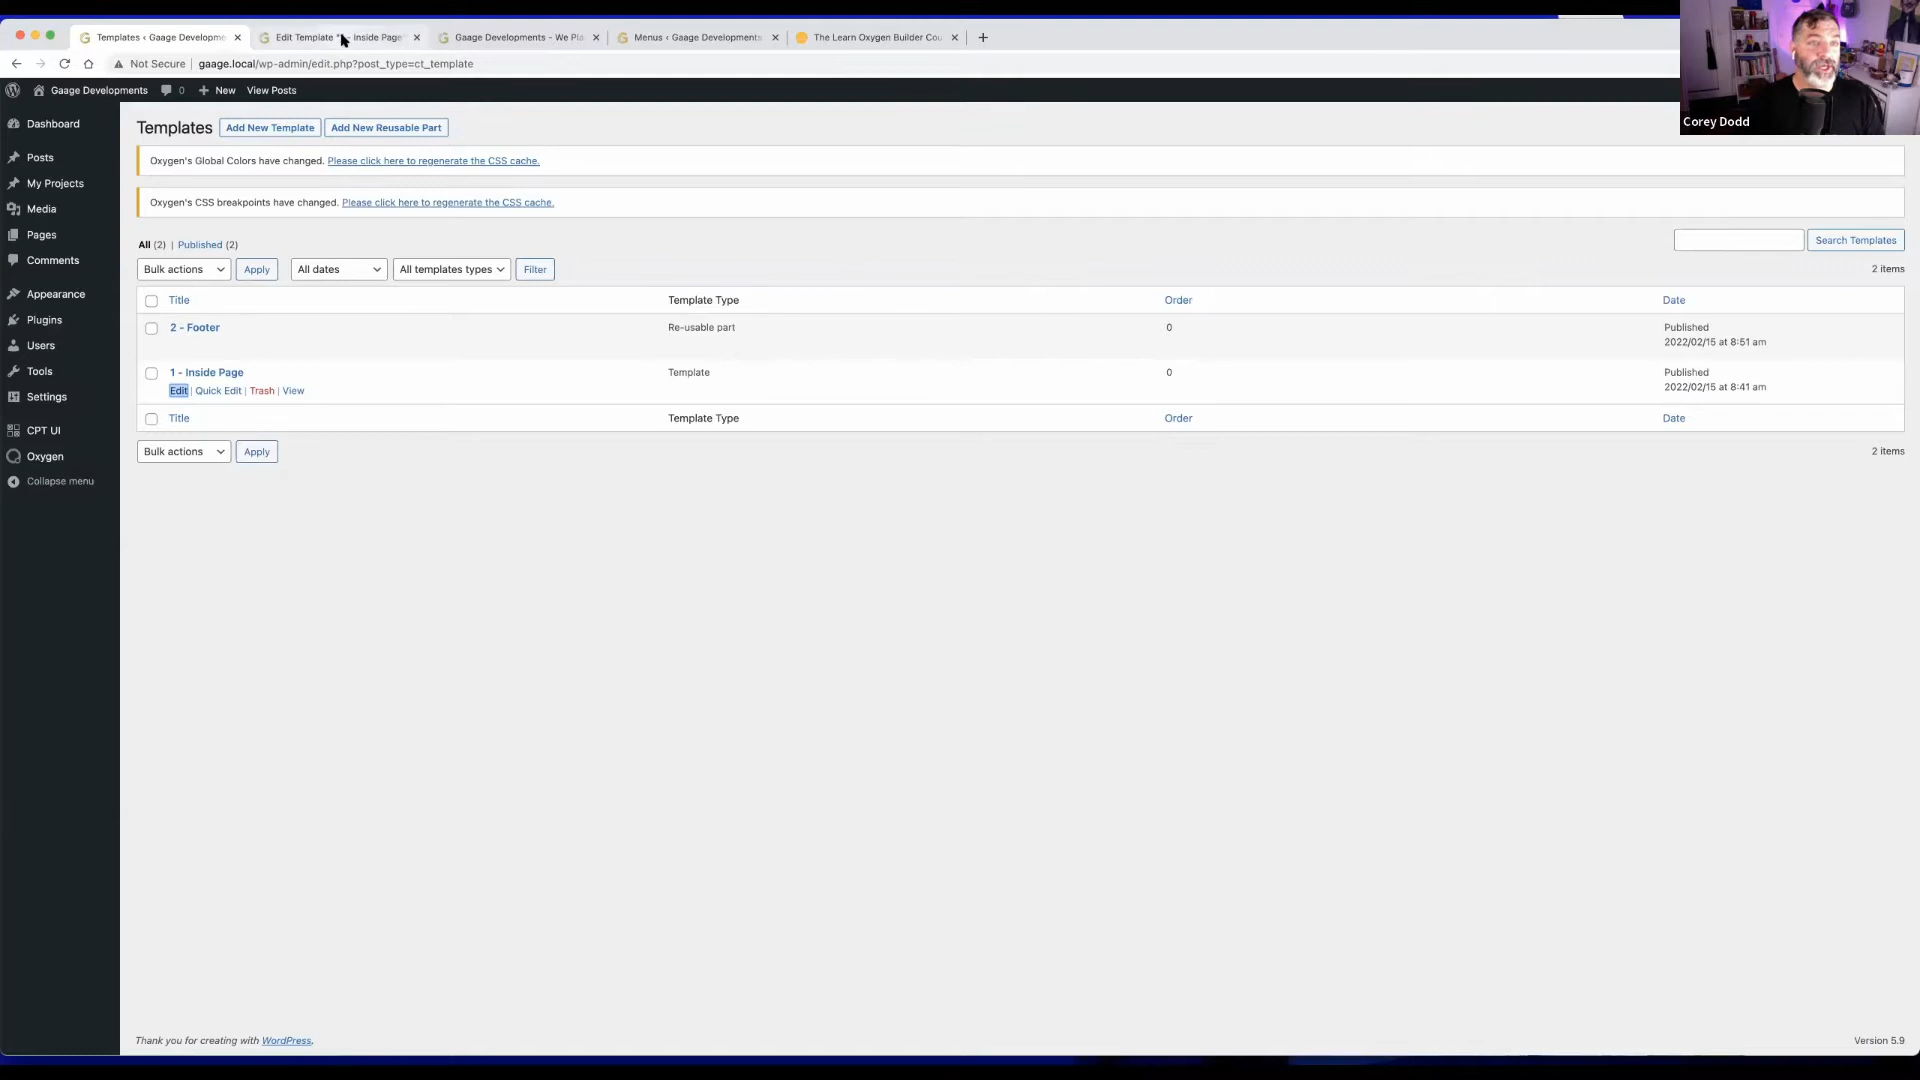 Templates ‹ Gaage Developme
Edit Template Inside Page
Gaage Developments - We Pla
Menus ‹ Gaage Developments
The Learn Oxygen Builder Cou
Not Secure gaage.local/wp-admin/edit.php?post_type=ct_template
Gaage Developments 0 New View Posts
Corey Dodd
Dashboard
Posts
My Projects
Media
Pages
Comments
Appearance
Plugins
Users
Tools
Settings
CPT UI
Oxygen
Collapse menu
Templates Add New Template Add New Reusable Part
Oxygen's Global Colors have changed. Please click here to regenerate the CSS cache.
Oxygen's CSS breakpoints have changed. Please click here to regenerate the CSS cache.
All (2) | Published (2)
Search Templates
Bulk actions Apply All dates All templates types Filter
2 items
Title Template Type Order Date
2 - Footer Re-usable part 0 Published
2022/02/15 at 8:51 am
1 - Inside Page Template 0 Published
2022/02/15 at 8:41 am
Edit | Quick Edit | Trash | View
Title Template Type Order Date
Bulk actions Apply
2 items
Thank you for creating with WordPress.
Version 5.9